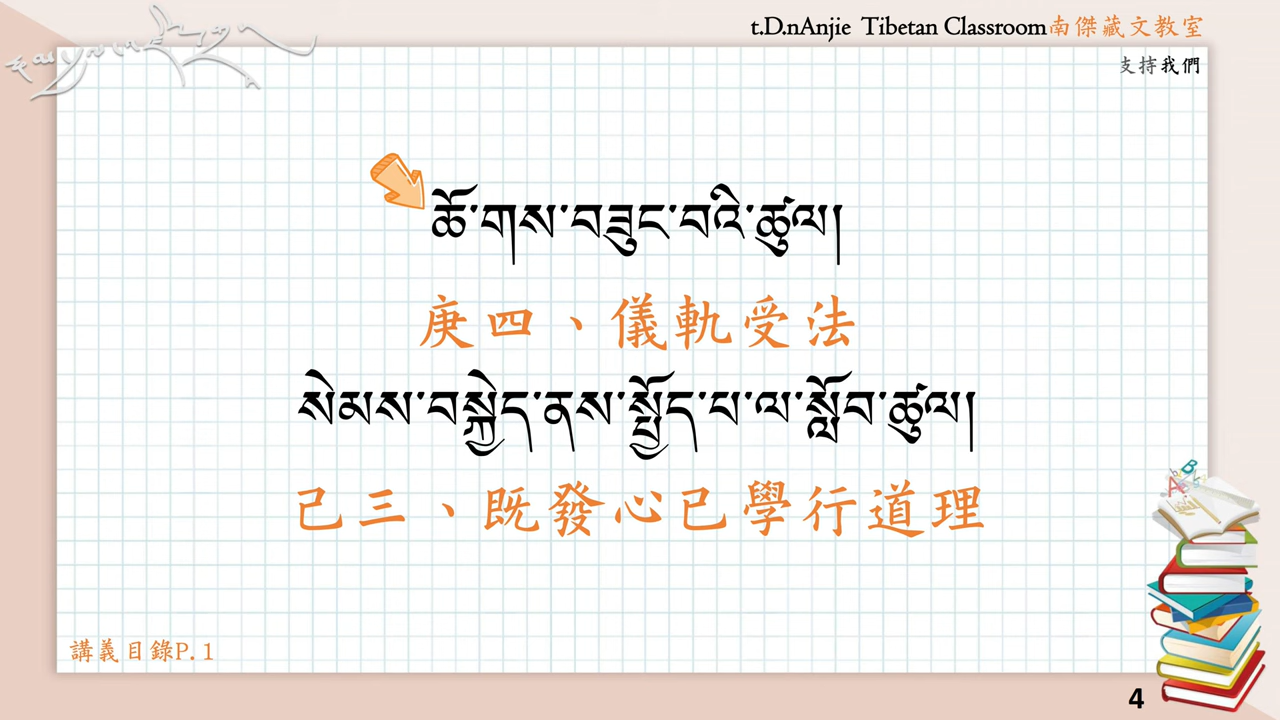 t.D.nAnjie Tibetan Classroom南傑藏文教室
支持我們
ཆོ་གས་བཟུང་བའི་ཚུལ།
庚四、儀軌受法
སེམས་བསྐྱེད་ནས་སྤྱོད་པ་ལ་སློབ་ཚུལ།
己三、既發心已學行道理
講義目錄P.1
4